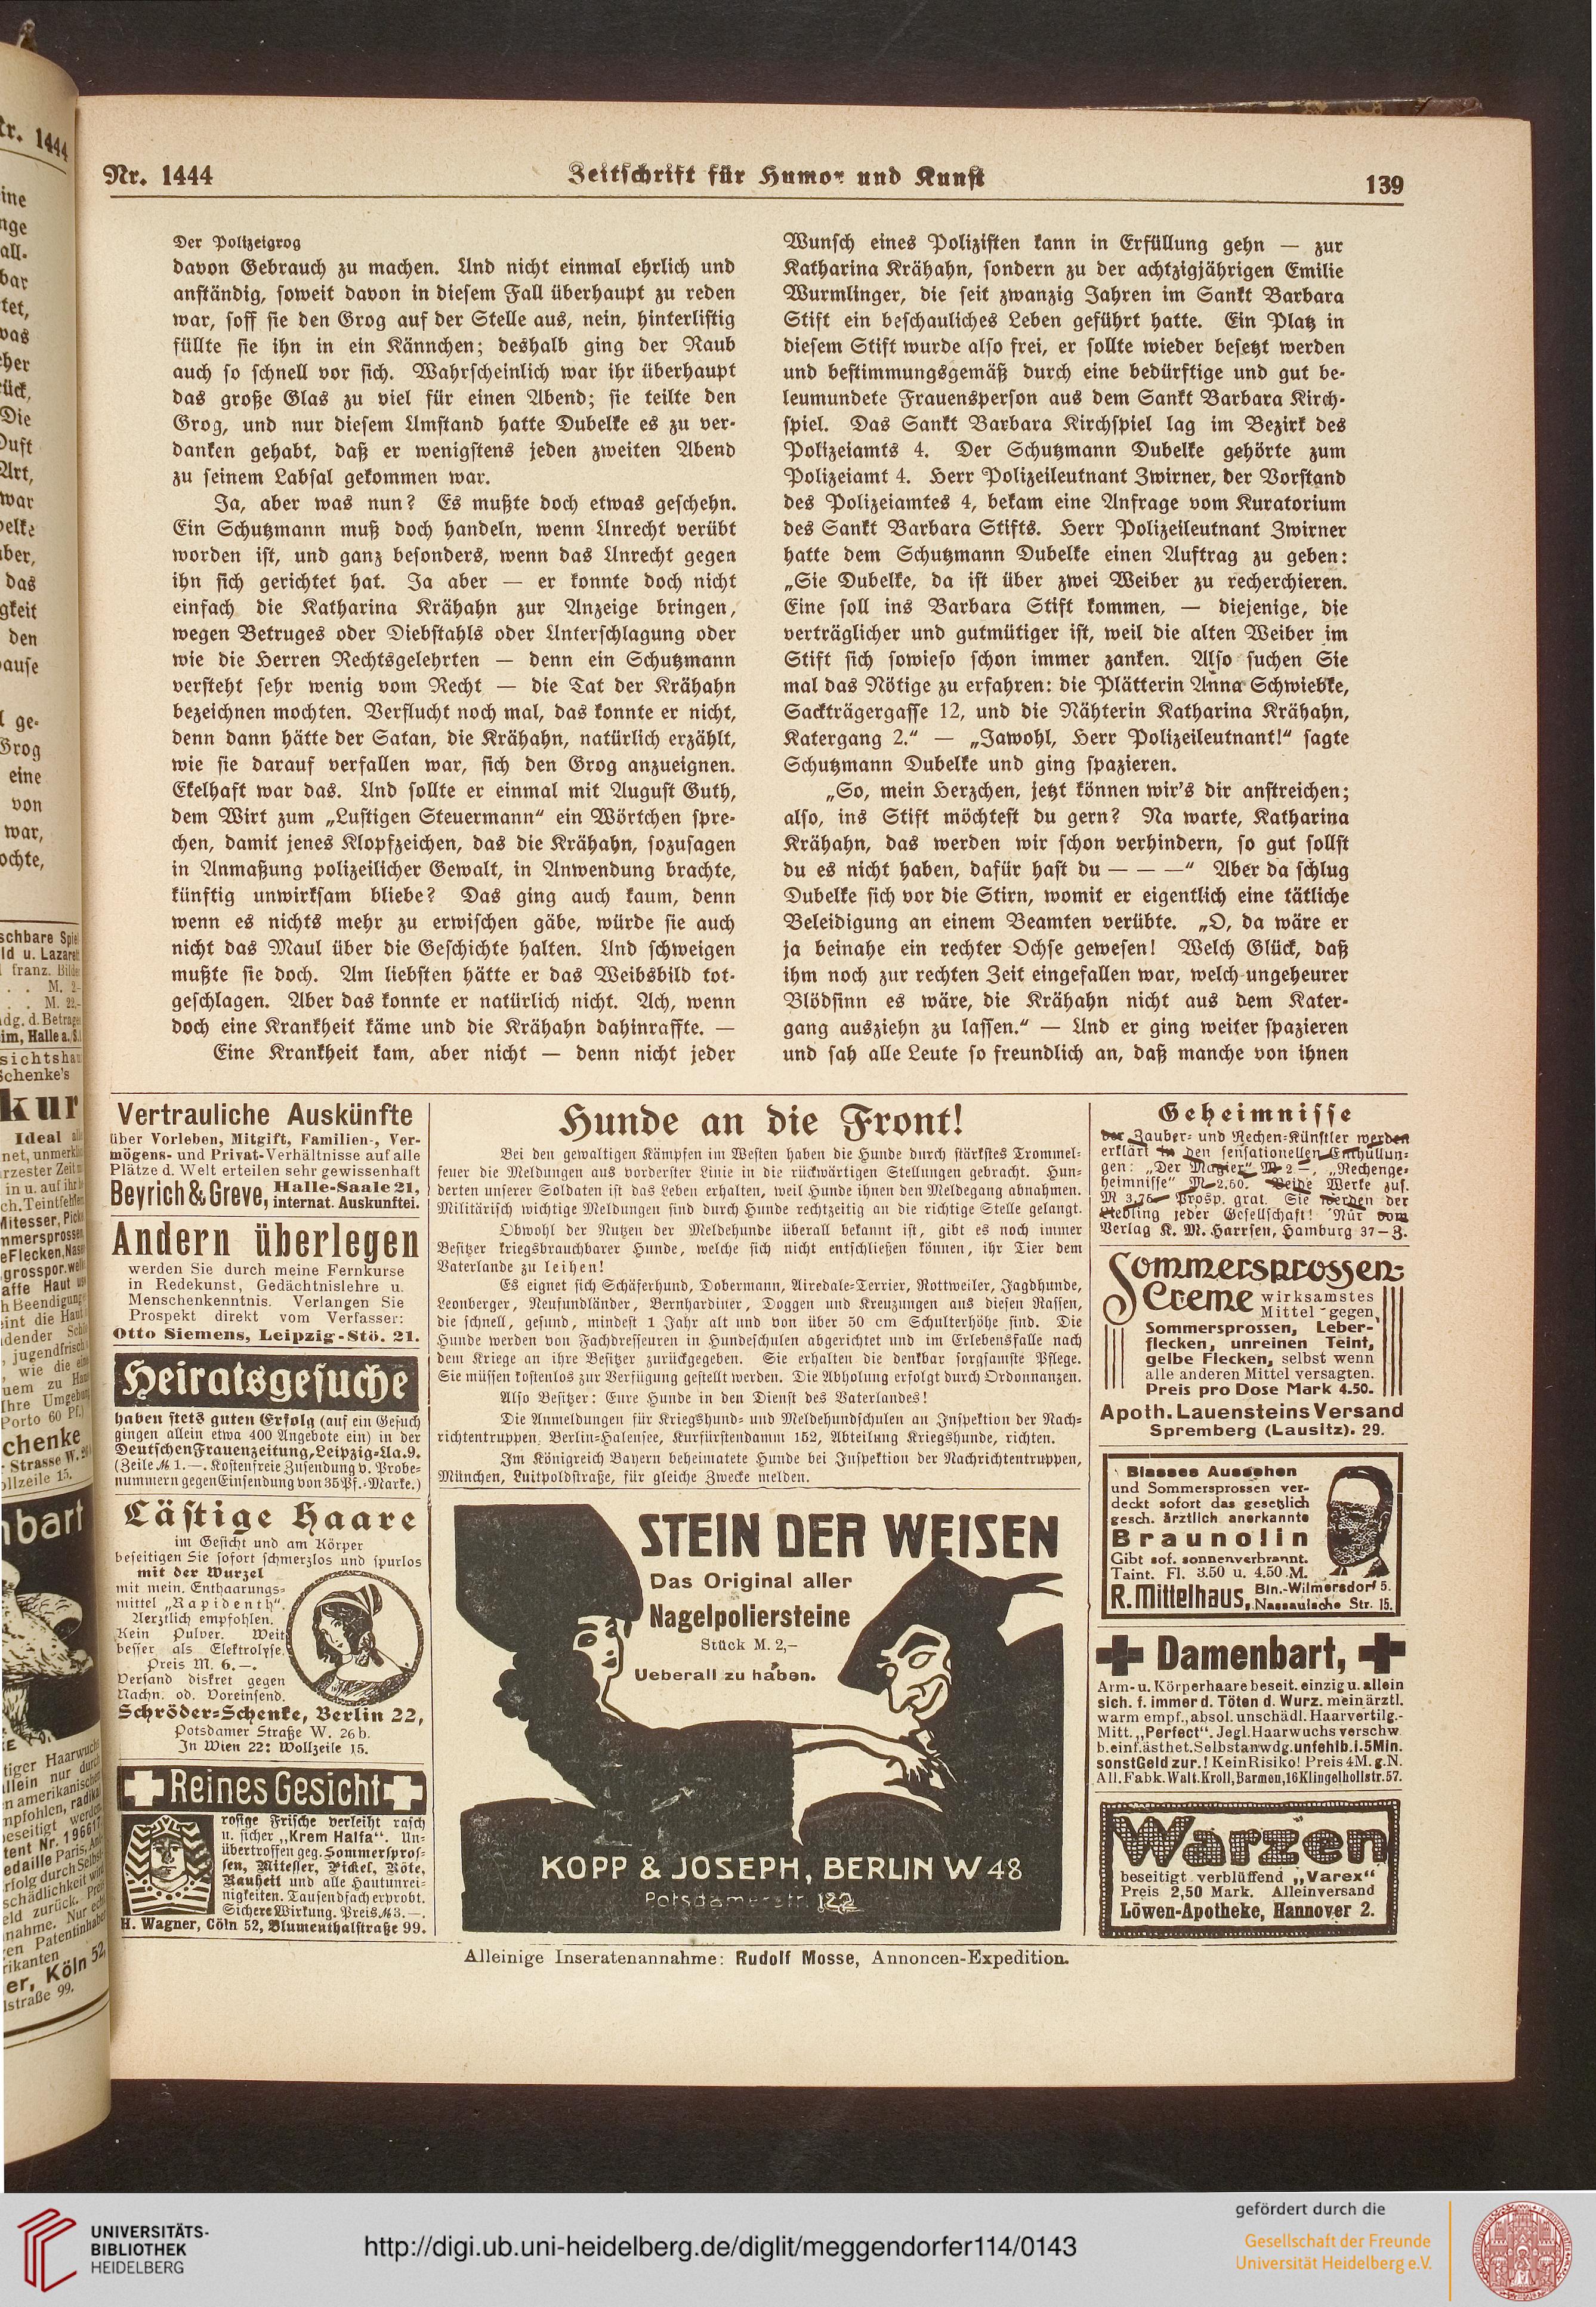 Nr. 1444
Zeitschrift für Humor und Kunst
139
Der Polizeigrog
davon Gebrauch zu machen. Und nicht einmal ehrlich und
anständig, soweit davon in diesem Fall überhaupt zu reden
war, soff sie den Grog auf der Stelle aus, nein, hinterlistig
füllte sie ihn in ein Kännchen; deshalb ging der Raub
auch so schnell vor sich. Wahrscheinlich war ihr überhaupt
das große Glas zu viel für einen Abend; sie teilte den
Grog, und nur diesem Umstand hatte Dubelke es zu ver-
danken gehabt, daß er wenigstens jeden zweiten Abend
zu seinem Labsal gekommen war.
Ja, aber was nun? Es mußte doch etwas geschehn.
Ein Schutzmann muß doch handeln, wenn Unrecht verübt
worden ist, und ganz besonders, wenn das Unrecht gegen
ihn sich gerichtet hat. Ja aber — er konnte doch nicht
einfach die Katharina Krähahn zur Anzeige bringen,
wegen Betruges oder Diebstahls oder Unterschlagung oder
wie die Herren Rechtsgelehrten — denn ein Schutzmann
versteht sehr wenig vom Recht — die Tat der Krähahn
bezeichnen mochten. Verflucht noch mal, das konnte er nicht,
denn dann hätte der Satan, die Krähahn, natürlich erzählt,
wie sie darauf verfallen war, sich den Grog anzueignen.
Ekelhaft war das. Und sollte er einmal mit August Guth,
dem Wirt zum „Lustigen Steuermann“ ein Wörtchen spre-
chen, damit jenes Klopfzeichen, das die Krähahn, sozusagen
in Anmaßung polizeilicher Gewalt, in Anwendung brachte,
künftig unwirksam bliebe? Das ging auch kaum, denn
wenn es nichts mehr zu erwischen gäbe, würde sie auch
nicht das Maul über die Geschichte halten. Und schweigen
mußte sie doch. Am liebsten hätte er das Weibsbild tot-
geschlagen. Aber das konnte er natürlich nicht. Ach, wenn
doch eine Krankheit käme und die Krähahn dahinraffte. —
Eine Krankheit kam, aber nicht — denn nicht jeder
Wunsch eines Polizisten kann in Erfüllung gehn — zur
Katharina Krähahn, sondern zu der achtzigjährigen Emilie
Wurmlinger, die seit zwanzig Jahren im Sankt Barbara
Stift ein beschauliches Leben geführt hatte. Ein Platz in
diesem Stift wurde also frei, er sollte wieder besetzt werden
und bestimmungsgemäß durch eine bedürftige und gut be-
leumundete Frauensperson aus dem Sankt Barbara Kirch-
spiel. Das Sankt Barbara Kirchspiel lag im Bezirk des
Polizeiamts 4. Der Schutzmann Dubelke gehörte zum
Polizeiamt 4. Herr Polizeileutnant Zwirner, der Vorstand
des Polizeiamtes 4, bekam eine Anfrage vom Kuratorium
des Sankt Barbara Stifts. Herr Polizeileutnant Zwirner
hatte dem Schutzmann Dubelke einen Auftrag zu geben:
„Sie Dubelke, da ist über zwei Weiber zu recherchieren.
Eine soll ins Barbara Stift kommen, — diejenige, die
verträglicher und gutmütiger ist, weil die alten Weiber im
Stift sich sowieso schon immer zanken. Also suchen Sie
mal das Nötige zu erfahren: die Plätterin Anna Schwiebke,
Sackträgergasse 12, und die Nähterin Katharina Krähahn,
Katergang 2.“ — „Jawohl, Herr Polizeileutnant!“ sagte
Schutzmann Dubelke und ging spazieren.
„So, mein Herzchen, jetzt können wir's dir anstreichen;
also, ins Stift möchtest du gern? Na warte, Katharina
Krähahn, das werden wir schon verhindern, so gut sollst
du es nicht haben, dafür hast du — — —“ Aber da schlug
Dubelke sich vor die Stirn, womit er eigentlich eine tätliche
Beleidigung an einem Beamten verübte. „O, da wäre er
ja beinahe ein rechter Ochse gewesen! Welch Glück, daß
ihm noch zur rechten Zeit eingefallen war, welch ungeheurer
Blödsinn es wäre, die Krähahn nicht aus dem Kater-
gang ausziehn zu lassen.“ — Und er ging weiter spazieren
und sah alle Leute so freundlich an, daß manche von ihnen
Vertrauliche Auskünfte
über Vorleben, Mitgift, Familien-, Ver-
mögens- und Privat-Verhältnisse auf alle
Plätze d. Welt erteilen sehr gewissenhaft
Beyrich & Greve, Halle-Saale 21,
internat. Auskunftei.
Andern überlegen
werden Sie durch meine Fernkurse
in Redekunst, Gedächtnislehre u.
Menschenkenntnis. Verlangen Sie
Prospekt direkt vom Verfasser:
Otto Siemens, Leipzig-Stö. 21.
Heiratsgesuche
haben stets guten Erfolg (auf ein Gesuch
gingen allein etwa 400 Angebote ein) in der
Deutschen Frauenzeitung, Leipzig-Ua. 9.
(Zeile ℳ 1.—. Kostenfreie Zusendung v. Probe-
nummern gegen Einsendung von 35 Pf.-Marke.)
Lästige Haare
im Gesicht und am Körper
beseitigen Sie sofort schmerzlos und spurlos
mit der Wurzel
mit mein. Enthaarungs-
mittel „Rapidenth“.
Aerztlich empfohlen.
Kein Pulver. Weit
besser als Elektrolyse.
Preis M. 6.—.
Versand diskret gegen
Nachn. od. Voreinsend.
Schröder-Schenke, Berlin 22,
Potsdamer Straße W. 26 b.
In Wien 22: Wollzeile 15.
Reines Gesicht
rosige Frische verleiht rasch
u. sicher „Krem Halfa“. Un-
übertroffen geg. Sommerspros-
sen, Mitesser, Pickel, Röte,
Rauheit und alle Hautunrei-
nigkeiten. Tausendfach erprobt.
Sichere Wirkung. Preis ℳ 3.—.
H. Wagner, Cöln 52, Blumenthalstraße 99.
Hunde an die Front!
Bei den gewaltigen Kämpfen im Westen haben die Hunde durch stärkstes Trommel-
feuer die Meldungen aus vorderster Linie in die rückwärtigen Stellungen gebracht. Hun-
derten unserer Soldaten ist das Leben erhalten, weil Hunde ihnen den Meldegang abnahmen.
Militärisch wichtige Meldungen sind durch Hunde rechtzeitig an die richtige Stelle gelangt.
Obwohl der Nutzen der Meldehunde überall bekannt ist, gibt es noch immer
Besitzer kriegsbrauchbarer Hunde, welche sich nicht entschließen können, ihr Tier dem
Vaterlande zu leihen!
Es eignet sich Schäferhund, Dobermann, Airedale-Terrier, Rottweiler, Jagdhunde,
Leonberger, Neufundländer, Bernhardiner, Doggen und Kreuzungen aus diesen Rassen,
die schnell, gesund, mindest 1 Jahr alt und von über 50 cm Schulterhöhe sind. Die
Hunde werden von Fachdresseuren in Hundeschulen abgerichtet und im Erlebensfalle nach
dem Kriege an ihre Besitzer zurückgegeben. Sie erhalten die denkbar sorgsamste Pflege.
Sie müssen kostenlos zur Verfügung gestellt werden. Die Abholung erfolgt durch Ordonnanzen.
Also Besitzer: Eure Hunde in den Dienst des Vaterlandes!
Die Anmeldungen für Kriegshund- und Meldehundschulen an Inspektion der Nach-
richtentruppen, Berlin-Halensee, Kurfürstendamm 152, Abteilung Kriegshunde, richten.
Im Königreich Bayern beheimatete Hunde bei Inspektion der Nachrichtentruppen,
München, Luitpoldstraße, für gleiche Zwecke melden.
STEIN DER WEISEN
Das Original aller
Nagelpoliersteine
Stück M. 2,–
Ueberall zu haben.
KOPP & JOSEPH, BERLIN W 48
Potsdamerstr. 122
Geheimnisse
der Zauber- und Rechen-Künstler werden
erklärt in den sensationellen Enthüllun-
gen: „Der Magier“ M 2.—, „Rechenge-
heimnisse“ M 2,60. Beide Werke zus.
M 3,75 Prosp. grat. Sie werden der
Liebling jeder Gesellschaft! Nur vom
Verlag K. M. Harrsen, Hamburg 37–Z.
Sommersprossen-
Creme wirksamstes
Mittel gegen
Sommersprossen, Leber-
flecken, unreinen Teint,
gelbe Flecken, selbst wenn
alle anderen Mittel versagten.
Preis pro Dose Mark 4.50.
Apoth. Lauensteins Versand
Spremberg (Lausitz). 29.
Blasses Aussehen
und Sommersprossen ver-
deckt sofort das gesetzlich
gesch. ärztlich anerkannte
Braunolin
Gibt sof. sonnenverbrannt.
Taint. Fl. 3.50 u. 4.50 M.
R. Mittelhaus, Bln.-Wilmersdorf 5.
Nassauische Str. 15.
Damenbart,
Arm- u. Körperhaare beseit. einzig u. allein
sich. f. immer d. Töten d. Wurz. mein ärztl.
warm empf., absol. unschädl. Haarvertilg.-
Mitt. „Perfect“. Jegl. Haarwuchs verschw.
b. einf. ästhet. Selbstanwdg. unfehlb. i. 5 Min.
sonst Geld zur.! Kein Risiko! Preis 4 M. g. N.
All. Fabk. Walt. Kroll, Barmen, 16 Klingelhollstr. 57.
Warzen
beseitigt verblüffend „Varex“
Preis 2,50 Mark. Alleinversand
Löwen-Apotheke, Hannover 2.
Alleinige Inseratenannahme: Rudolf Mosse, Annoncen-Expedition.
UNIVERSITÄTS-
BIBLIOTHEK
HEIDELBERG
http://digi.ub.uni-heidelberg.de/diglit/meggendorfer114/0143
gefördert durch die
Gesellschaft der Freunde
Universität Heidelberg e.V.